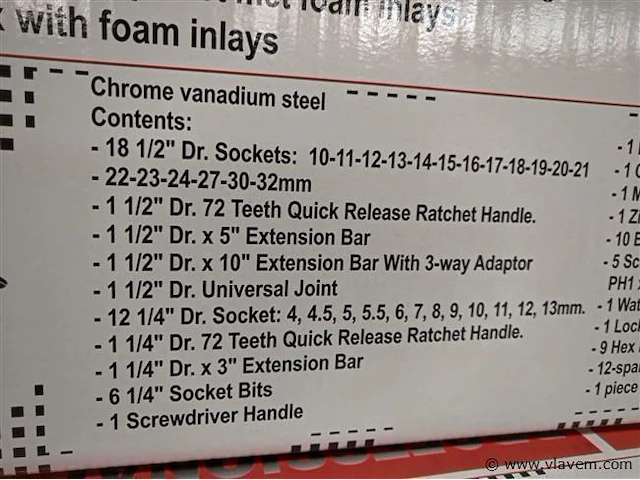 with foam inlays
Chrome vanadium steel
Contents:
- 18 1/2" Dr. Sockets: 10-11-12-13-14-15-16-17-18-19-20-21
- 22-23-24-27-30-32mm
- 1 1/2" Dr. 72 Teeth Quick Release Ratchet Handle.
- 1 1/2" Dr. x 5" Extension Bar
- 1 1/2" Dr. x 10" Extension Bar With 3-way Adaptor
- 1 1/2" Dr. Universal Joint
- 12 1/4" Dr. Socket: 4, 4.5, 5, 5.5, 6, 7, 8, 9, 10, 11, 12, 13mm.
- 1 1/4" Dr. 72 Teeth Quick Release Ratchet Handle.
- 1 1/4" Dr. x 3" Extension Bar
- 6 1/4" Socket Bits
- 1 Screwdriver Handle
- 1
- 1
- 1
- 1
- 10
- 5
PH1
- 1
- 1
- 9 Hex
- 12-
- 1 piece
© www.vlavem.com